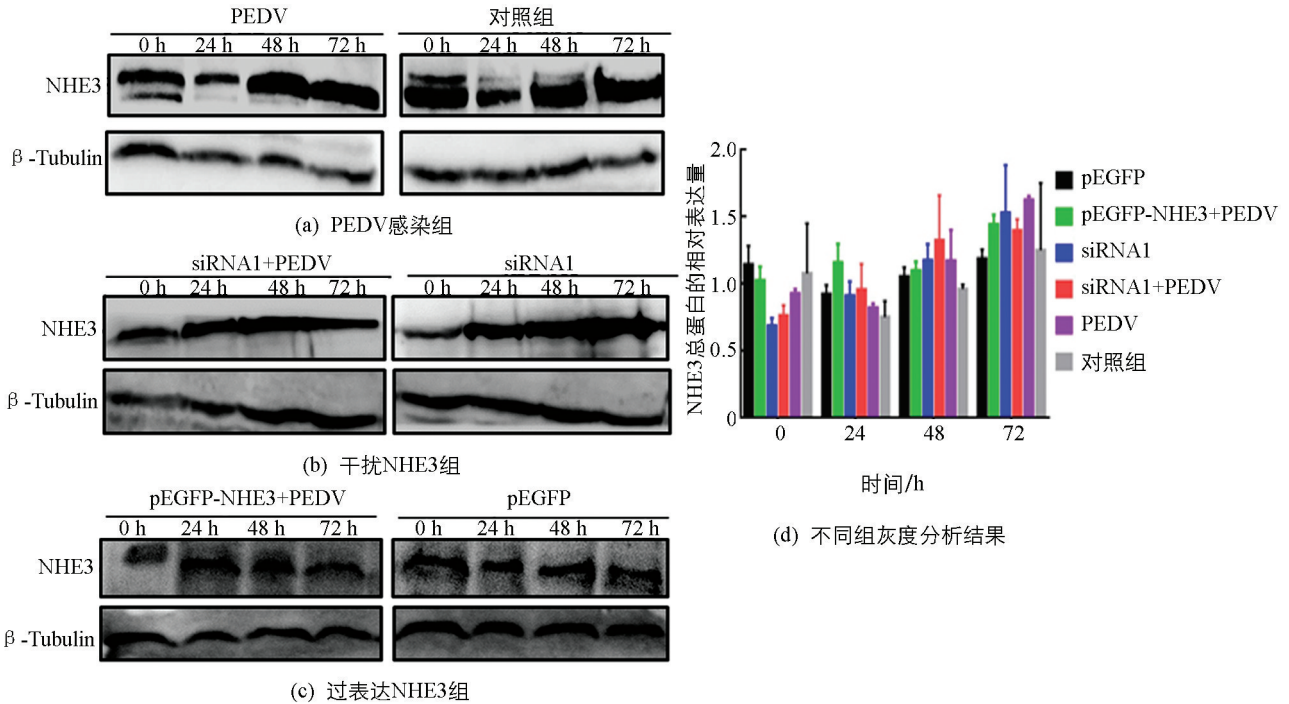 PEDV
对照组
0 h 24 h 48 h 72 h
0 h 24 h 48 h 72 h
NHE3
β-Tubulin
(a) PEDV感染组
siRNA1+PEDV
siRNA1
0 h 24 h 48 h 72 h
0 h 24 h 48 h 72 h
NHE3
β-Tubulin
(b) 干扰NHE3组
pEGFP-NHE3+PEDV
pEGFP
0 h 24 h 48 h 72 h
0 h 24 h 48 h 72 h
NHE3
β-Tubulin
(c) 过表达NHE3组
NHE3总蛋白的相对表达量
2.0
1.5
1.0
0.5
0
0 24 48 72
时间/h
pEGFP
pEGFP-NHE3+PEDV
siRNA1
siRNA1+PEDV
PEDV
对照组
(d) 不同组灰度分析结果